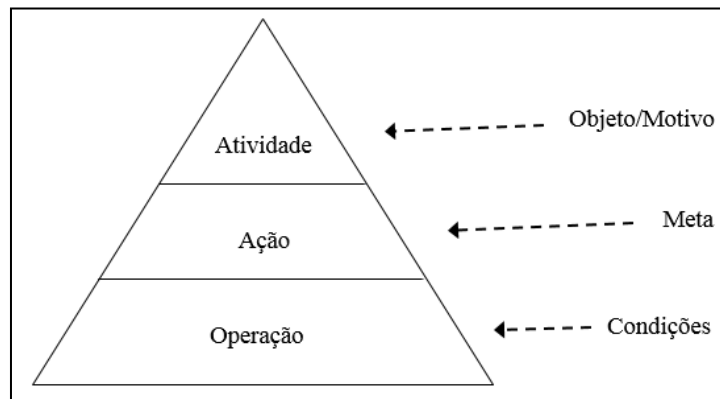 Objeto/Motivo
Atividade
Meta
Ação
Condições
Operação